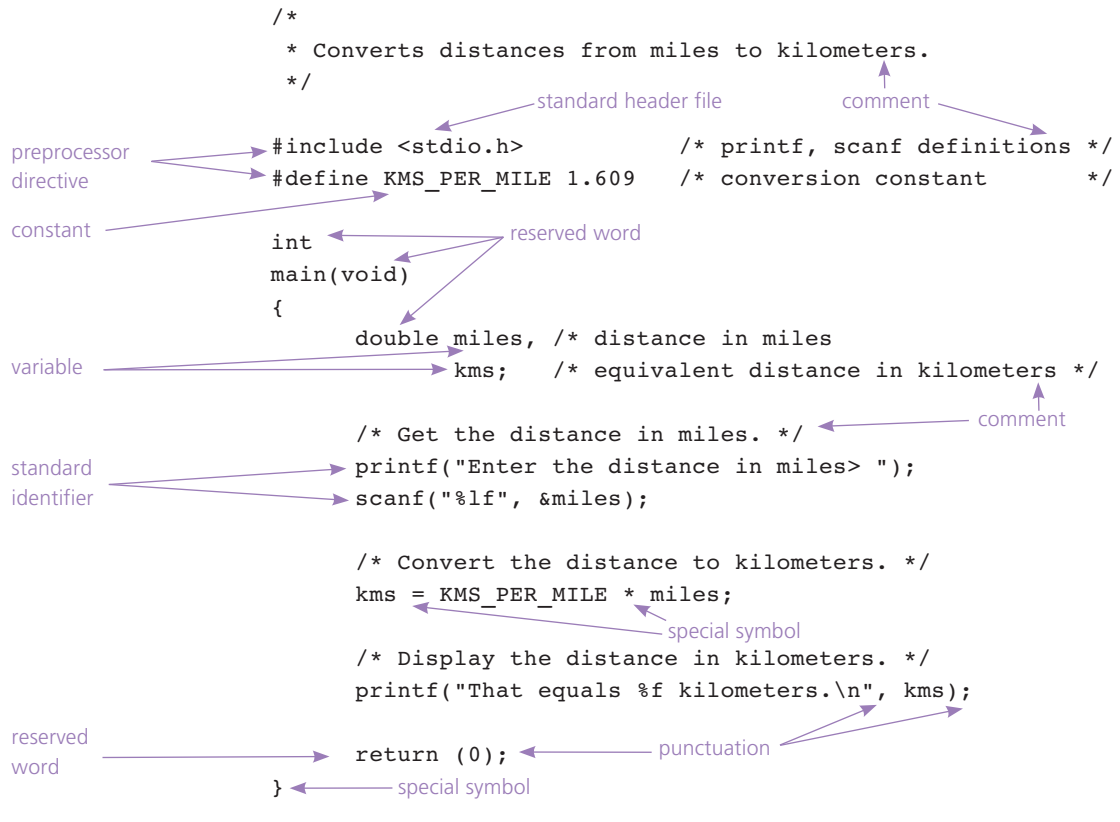 /*
 * Converts distances from miles to kilometers.
 */
standard header file comment
preprocessor
directive
#include <stdio.h> /* printf, scanf definitions */
#define KMS_PER_MILE 1.609 /* conversion constant */
constant
reserved word
int
main(void)
{
double miles, /* distance in miles
variable
kms; /* equivalent distance in kilometers */
comment
/* Get the distance in miles. */
standard
identifier
printf("Enter the distance in miles> ");
scanf("%lf", &miles);
/* Convert the distance to kilometers. */
kms = KMS_PER_MILE * miles;
special symbol
/* Display the distance in kilometers. */
printf("That equals %f kilometers.\n", kms);
reserved
word
return (0);
punctuation
}
special symbol